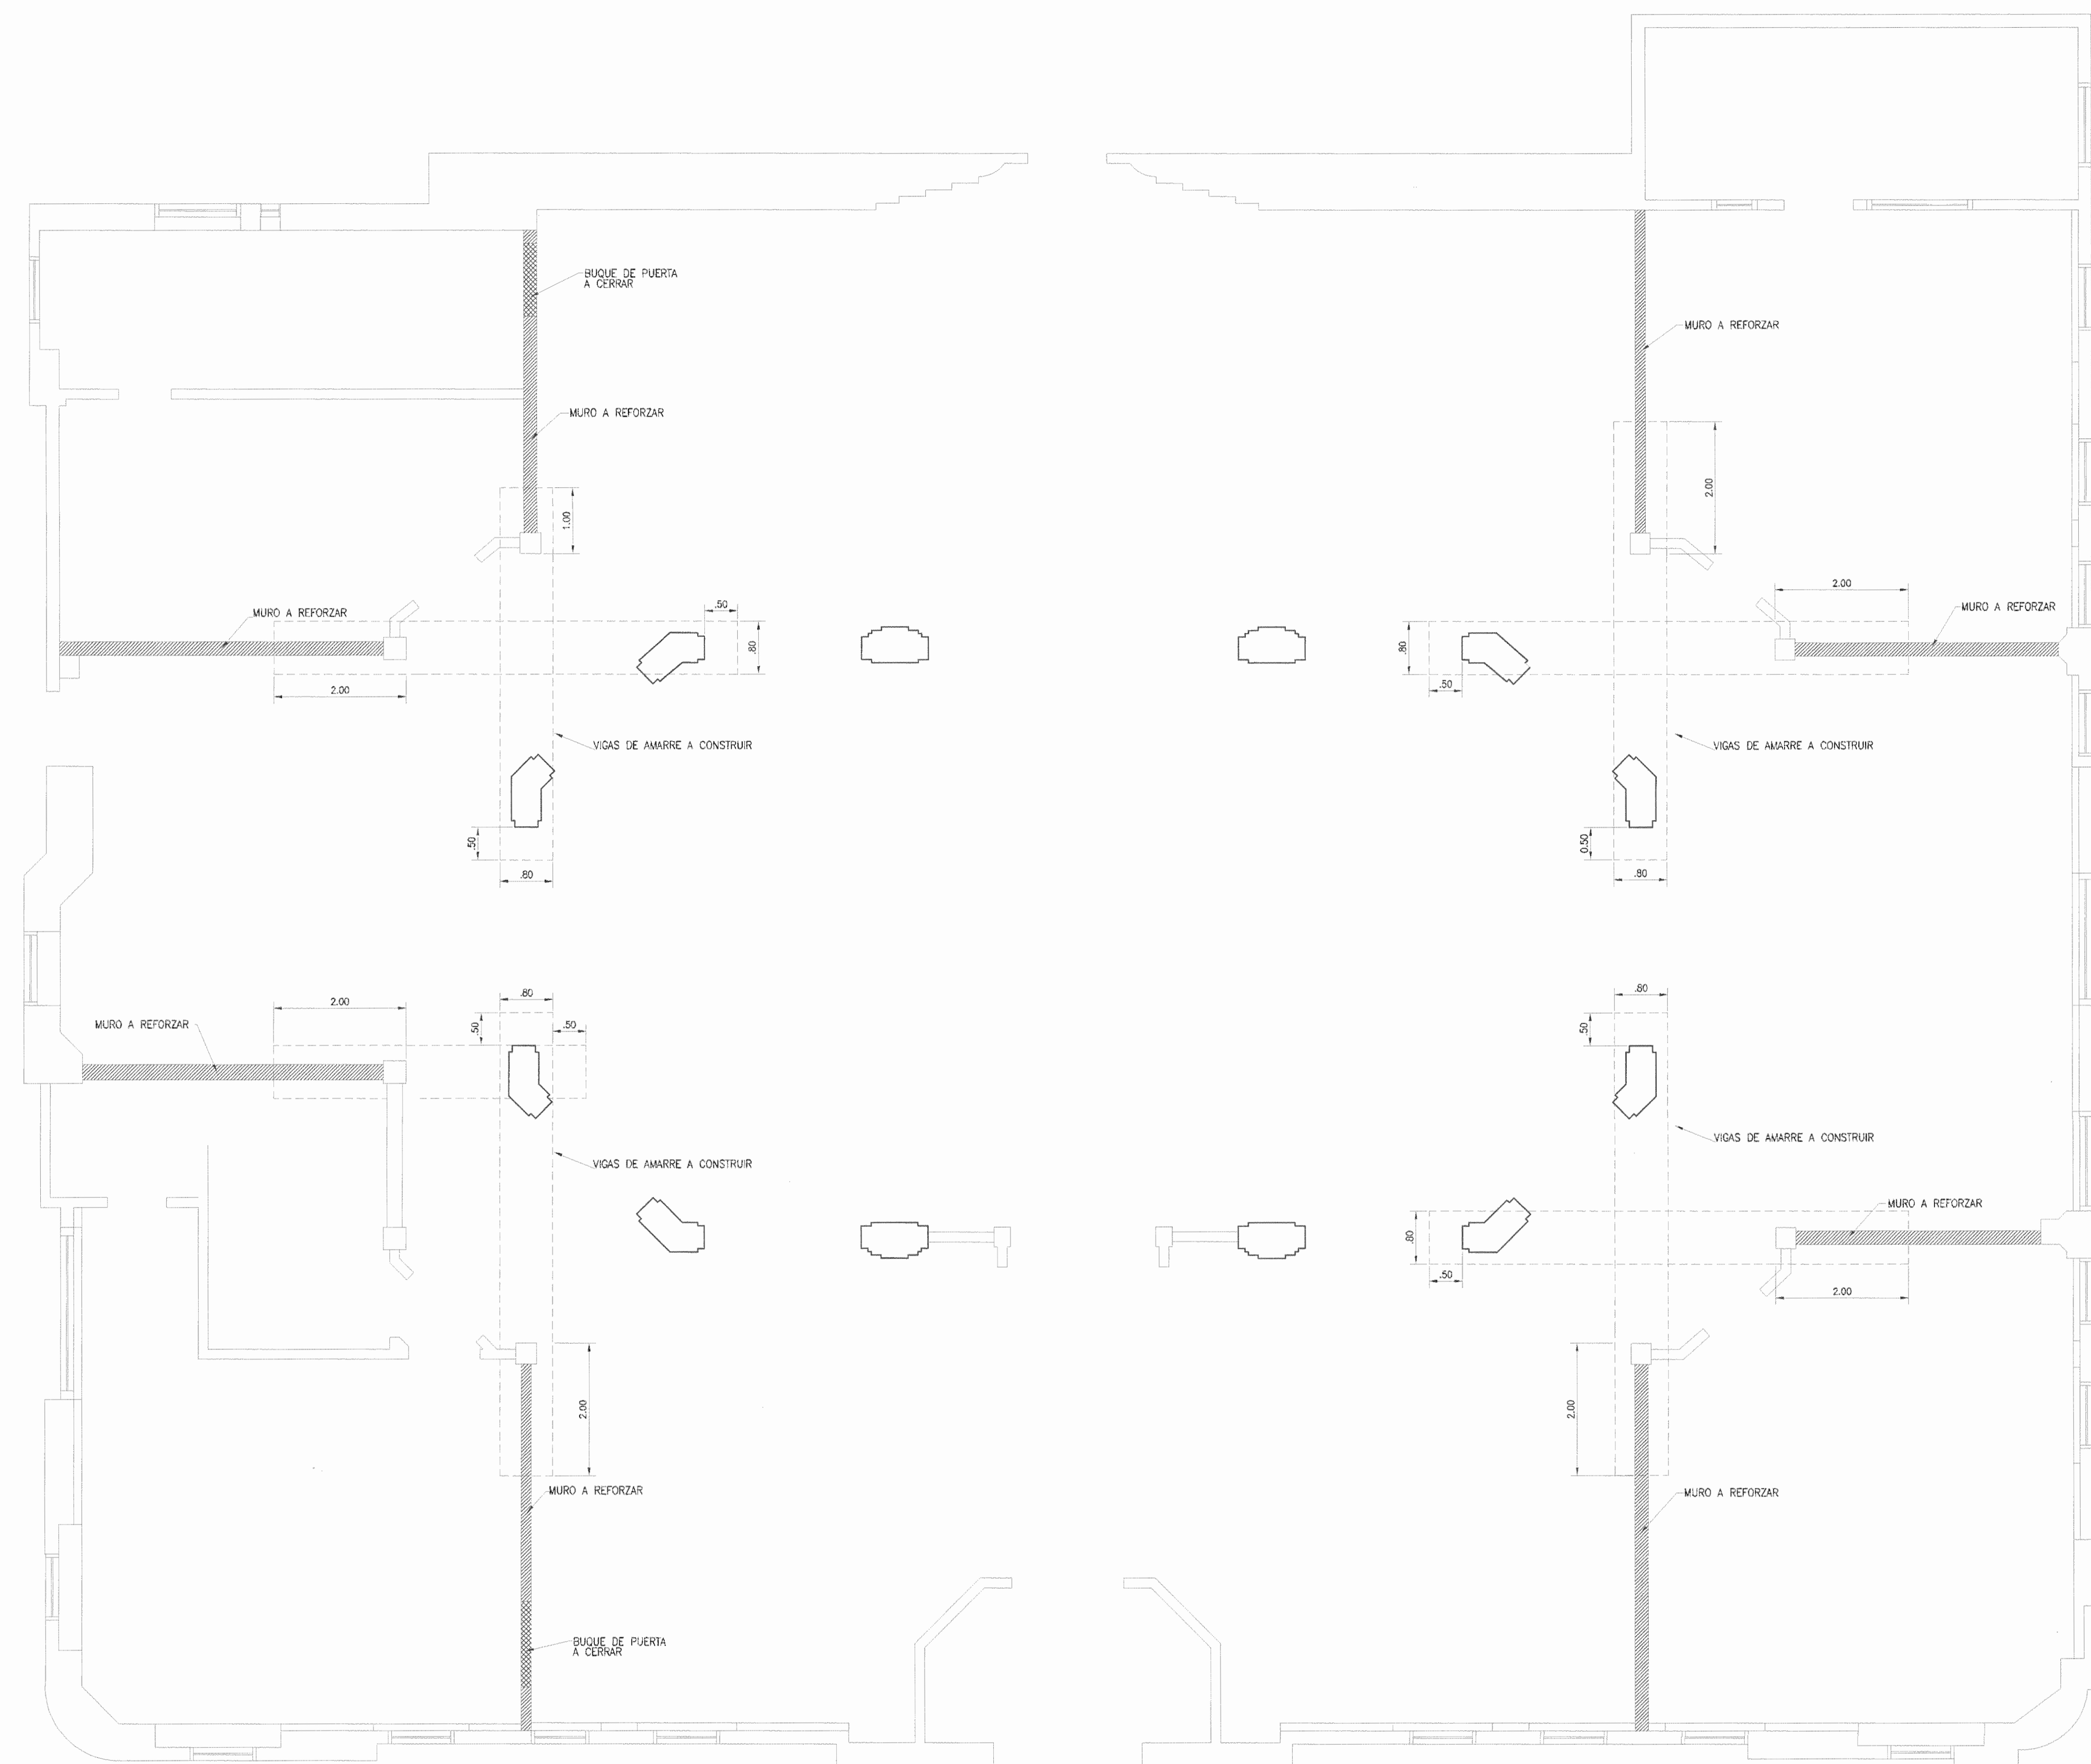 BUQUE DE PUERTA
A CERRAR
MURO A REFORZAR
MURO A REFORZAR
2.00
1.00
2.00
.50
MURO A REFORZAR
MURO A REFORZAR
.80
.80
2.00
.50
VIGAS DE AMARRE A CONSTRUIR
VIGAS DE AMARRE A CONSTRUIR
.50
0.50
.80
.80
.80
.80
2.00
MURO A REFORZAR
.50
.50
.50
VIGAS DE AMARRE A CONSTRUIR
VIGAS DE AMARRE A CONSTRUIR
MURO A REFORZAR
.80
.50
2.00
2.00
2.00
MURO A REFORZAR
MURO A REFORZAR
BUQUE DE PUERTA
A CERRAR